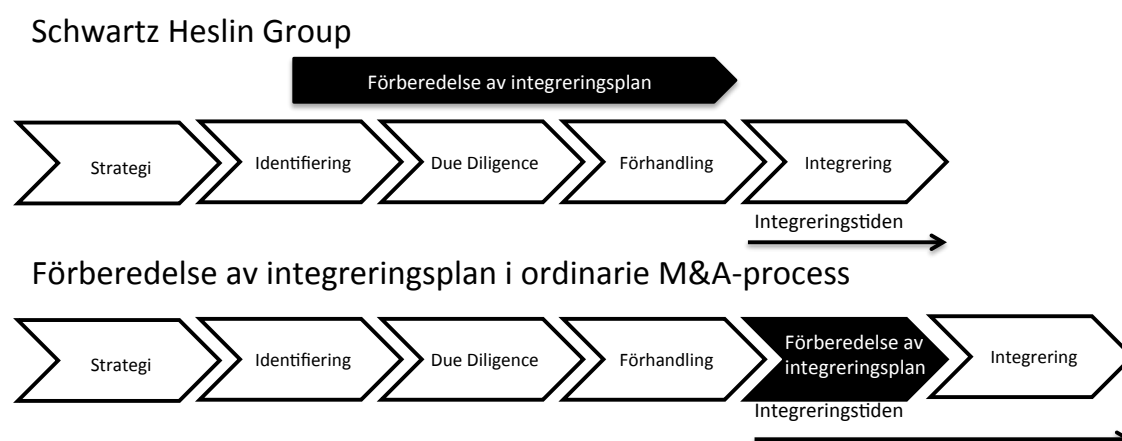 Schwartz Heslin Group
Förberedelse av integreringsplan
Strategi
Identifiering
Due Diligence
Förhandling
Integrering
Integreringstiden
Förberedelse av integreringsplan i ordinarie M&A-process
Strategi
Identifiering
Due Diligence
Förhandling
Förberedelse av
integreringsplan
Integrering
Integreringstiden